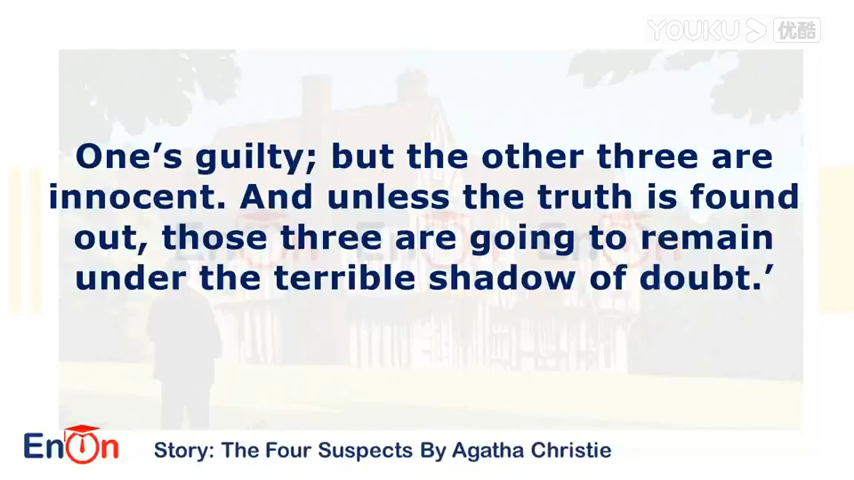 YOUKU 优酷
One’s guilty; but the other three are
innocent. And unless the truth is found
out, those three are going to remain
under the terrible shadow of doubt.’
EnOn
Story: The Four Suspects By Agatha Christie